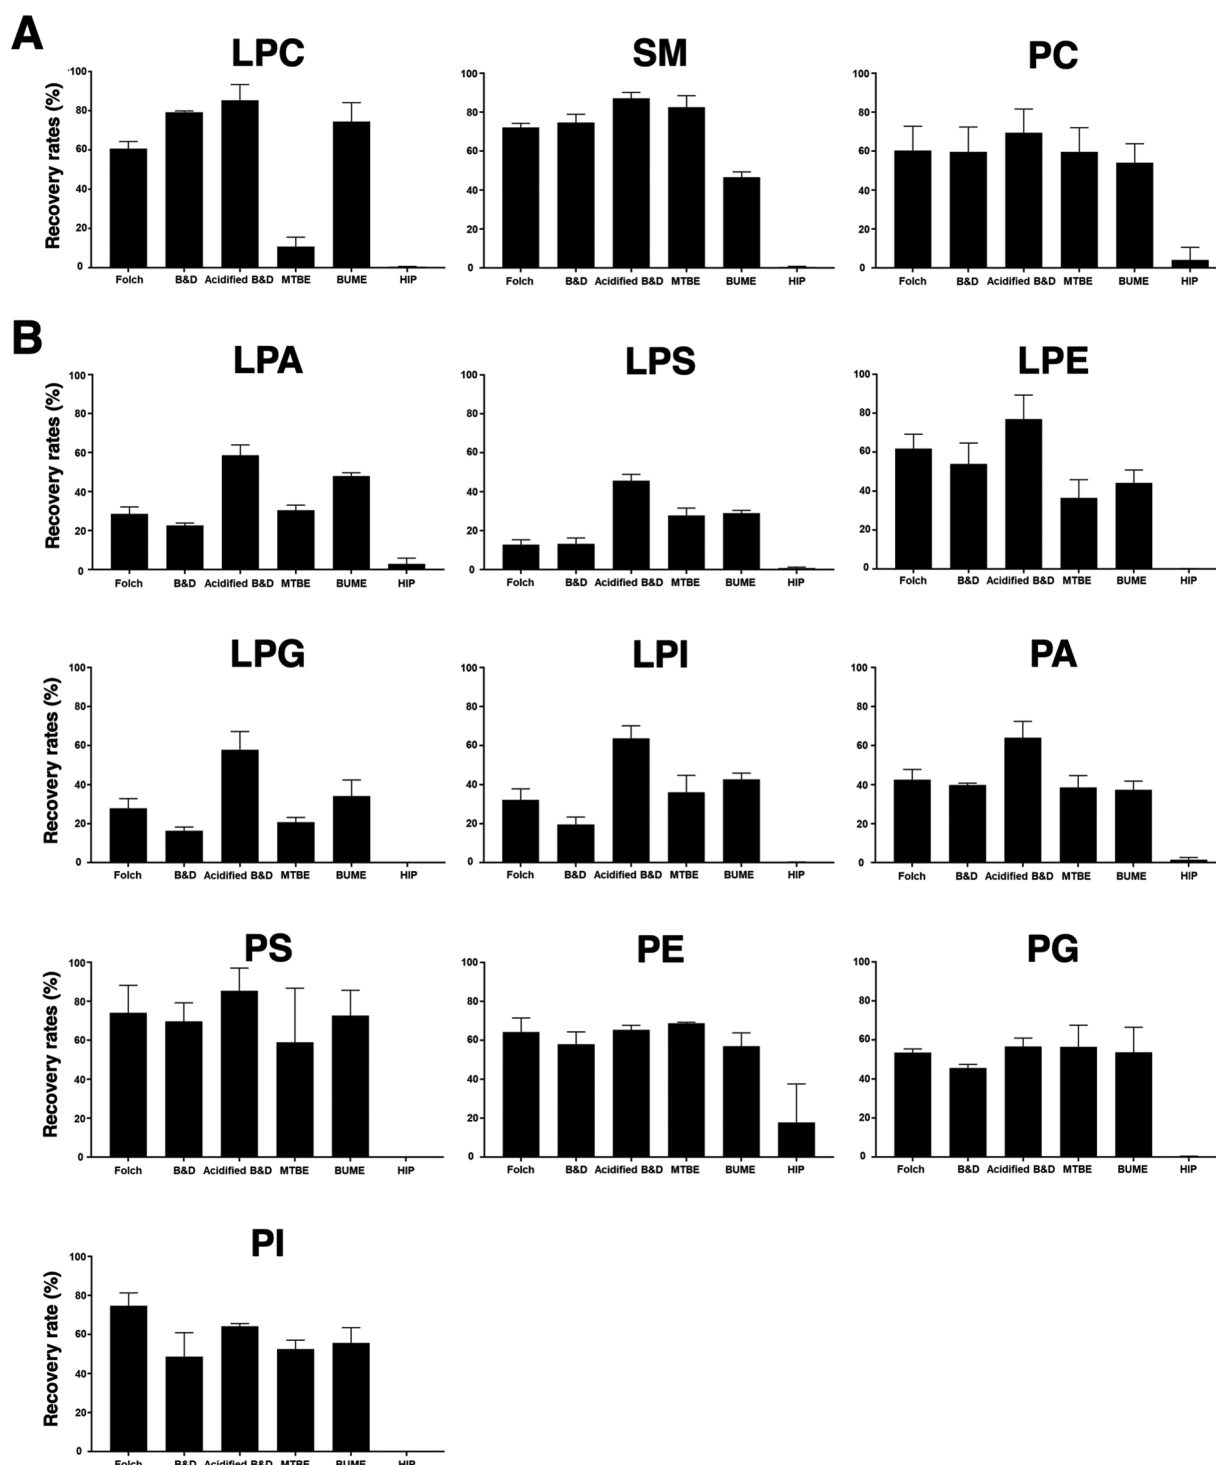 A
LPC SM PC
Recovery rates (%)
100 100 100
80 80 80
60 60 60
40 40 40
20 20 20
0 0 0
Folch B&D Acidified B&D MTBE BUME HIP Folch B&D Acidified B&D MTBE BUME HIP Folch B&D Acidified B&D MTBE BUME HIP
B
LPA LPS LPE
Recovery rates (%)
100 100 100
80 80 80
60 60 60
40 40 40
20 20 20
0 0 0
Folch B&D Acidified B&D MTBE BUME HIP Folch B&D Acidified B&D MTBE BUME HIP Folch B&D Acidified B&D MTBE BUME HIP
LPG LPI PA
Recovery rates (%)
100 100 100
80 80 80
60 60 60
40 40 40
20 20 20
0 0 0
Folch B&D Acidified B&D MTBE BUME HIP Folch B&D Acidified B&D MTBE BUME HIP Folch B&D Acidified B&D MTBE BUME HIP
PS PE PG
Recovery rates (%)
100 100 100
80 80 80
60 60 60
40 40 40
20 20 20
0 0 0
Folch B&D Acidified B&D MTBE BUME HIP Folch B&D Acidified B&D MTBE BUME HIP Folch B&D Acidified B&D MTBE BUME HIP
PI
Recovery rate (%)
100
80
60
40
20
0
Folch B&D Acidified B&D MTBE BUME HIP